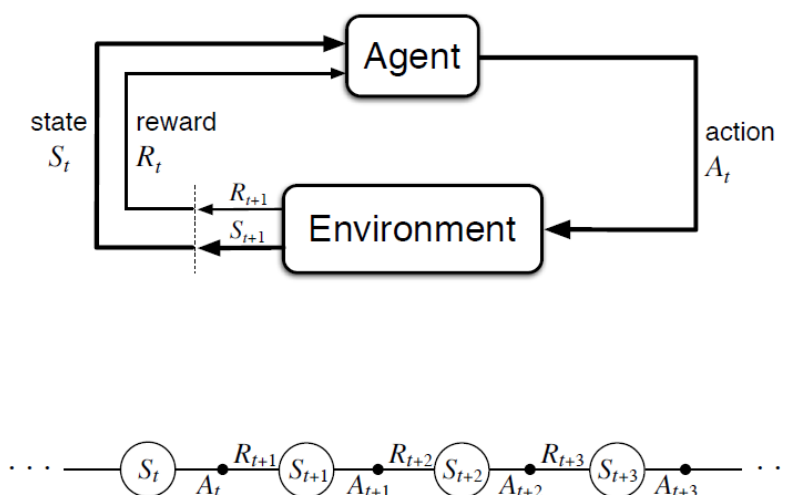 Agent
state
S_t
reward
R_t
action
A_t
R_{t+1}
S_{t+1}
Environment
· · · S_t A_t R_{t+1} S_{t+1} A_{t+1} R_{t+2} S_{t+2} A_{t+2} R_{t+3} S_{t+3} A_{t+3} · ·